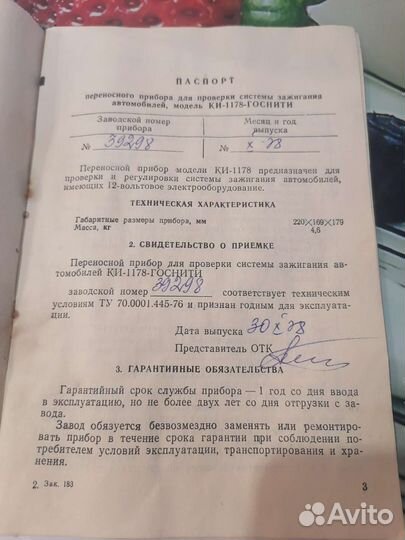 ПАСПОРТ
переносного прибора для проверки системы зажигания
автомобилей, модель КИ-1178-ГОСНИТИ
Заводской номер прибора
Месяц и год выпуска
№ 39298
№ X-78
Переносной прибор модели КИ-1178 предназначен для
проверки и регулировки системы зажигания автомобилей,
имеющих 12-вольтовое электрооборудование.
ТЕХНИЧЕСКАЯ ХАРАКТЕРИСТИКА
Габаритные размеры прибора, мм 220×169×179
Масса, кг 4,6
2. СВИДЕТЕЛЬСТВО О ПРИЕМКЕ
Переносной прибор для проверки системы зажигания ав-
томобилей КИ-1178-ГОСНИТИ
заводской номер 39298 соответствует техническим
условиям ТУ 70.0001.445-76 и признан годным для эксплуата-
ции.
Дата выпуска 30 X 78
Представитель ОТК
3. ГАРАНТИЙНЫЕ ОБЯЗАТЕЛЬСТВА
Гарантийный срок службы прибора — 1 год со дня ввода
в эксплуатацию, но не более двух лет со дня отгрузки с за-
вода.
Завод обязуется безвозмездно заменять или ремонтиро-
вать прибор в течение срока гарантии при соблюдении по-
требителем условий эксплуатации, транспортирования и хра-
нения.
2. Зак. 183
3
Avito